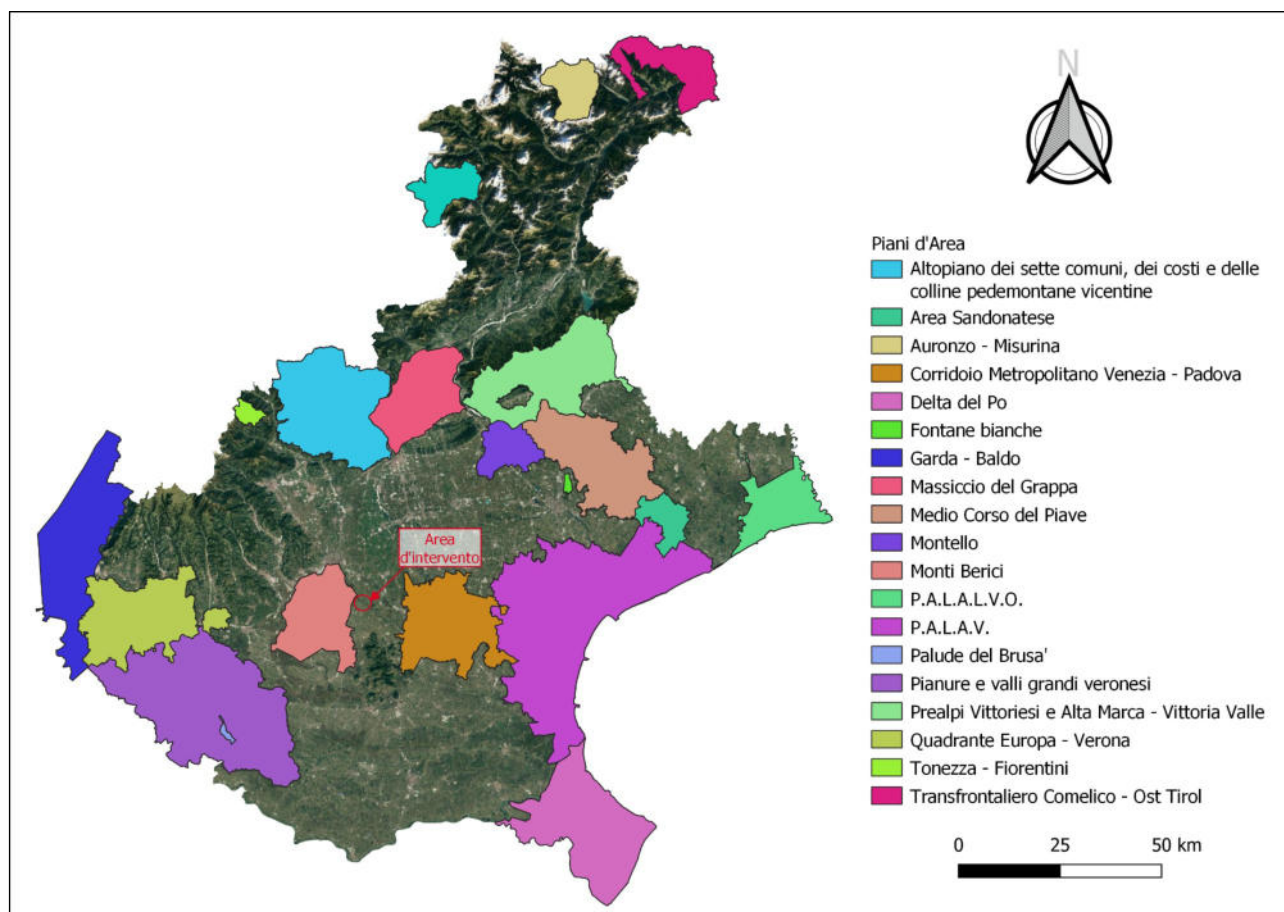 N
Area
d'intervento
Piani d'Area
Altopiano dei sette comuni, dei costi e delle
colline pedemontane vicentine
Area Sandonatese
Auronzo - Misurina
Corridoio Metropolitano Venezia - Padova
Delta del Po
Fontane bianche
Garda - Baldo
Massiccio del Grappa
Medio Corso del Piave
Montello
Monti Berici
P.A.L.A.L.V.O.
P.A.L.A.V.
Palude del Brusa'
Pianure e valli grandi veronesi
Prealpi Vittoriesi e Alta Marca - Vittoria Valle
Quadrante Europa - Verona
Tonezza - Fiorentini
Transfrontaliero Comelico - Ost Tirol
0 25 50 km